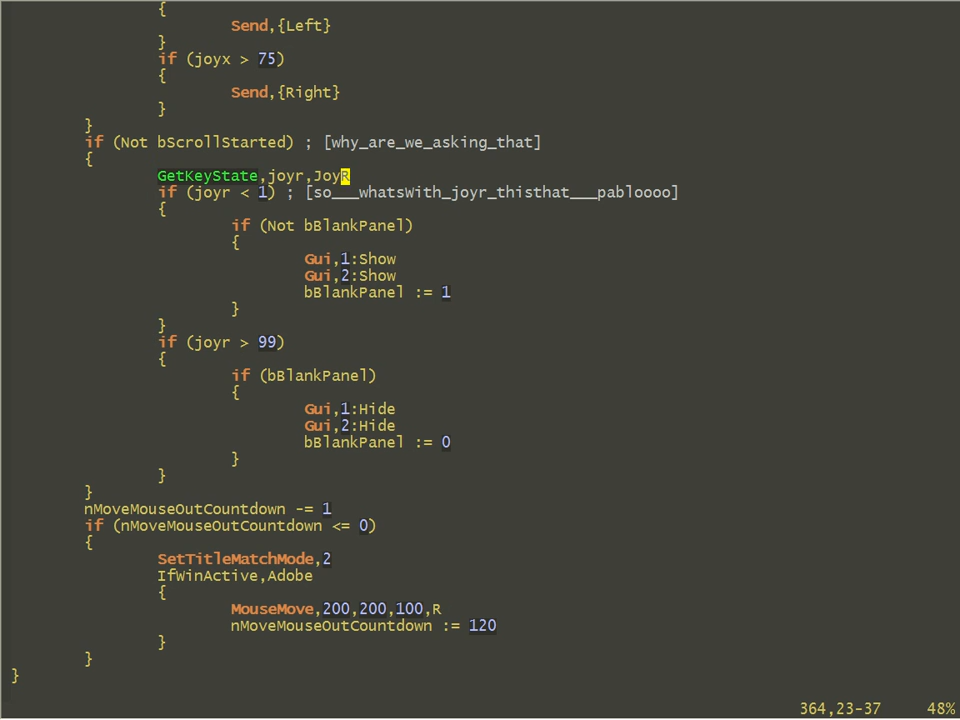 {
Send,{Left}
}
if (joyx > 75)
{
Send,{Right}
}
}
if (Not bScrollStarted) ; [why_are_we_asking_that]
{
GetKeyState,joyr,JoyR
if (joyr < 1) ; [so___whatsWith_joyr_thisthat___pabloooo]
{
if (Not bBlankPanel)
{
Gui,1:Show
Gui,2:Show
bBlankPanel := 1
}
}
if (joyr > 99)
{
if (bBlankPanel)
{
Gui,1:Hide
Gui,2:Hide
bBlankPanel := 0
}
}
}
nMoveMouseOutCountdown -= 1
if (nMoveMouseOutCountdown <= 0)
{
SetTitleMatchMode,2
IfWinActive,Adobe
{
MouseMove,200,200,100,R
nMoveMouseOutCountdown := 120
}
}
}
364,23-37 48%